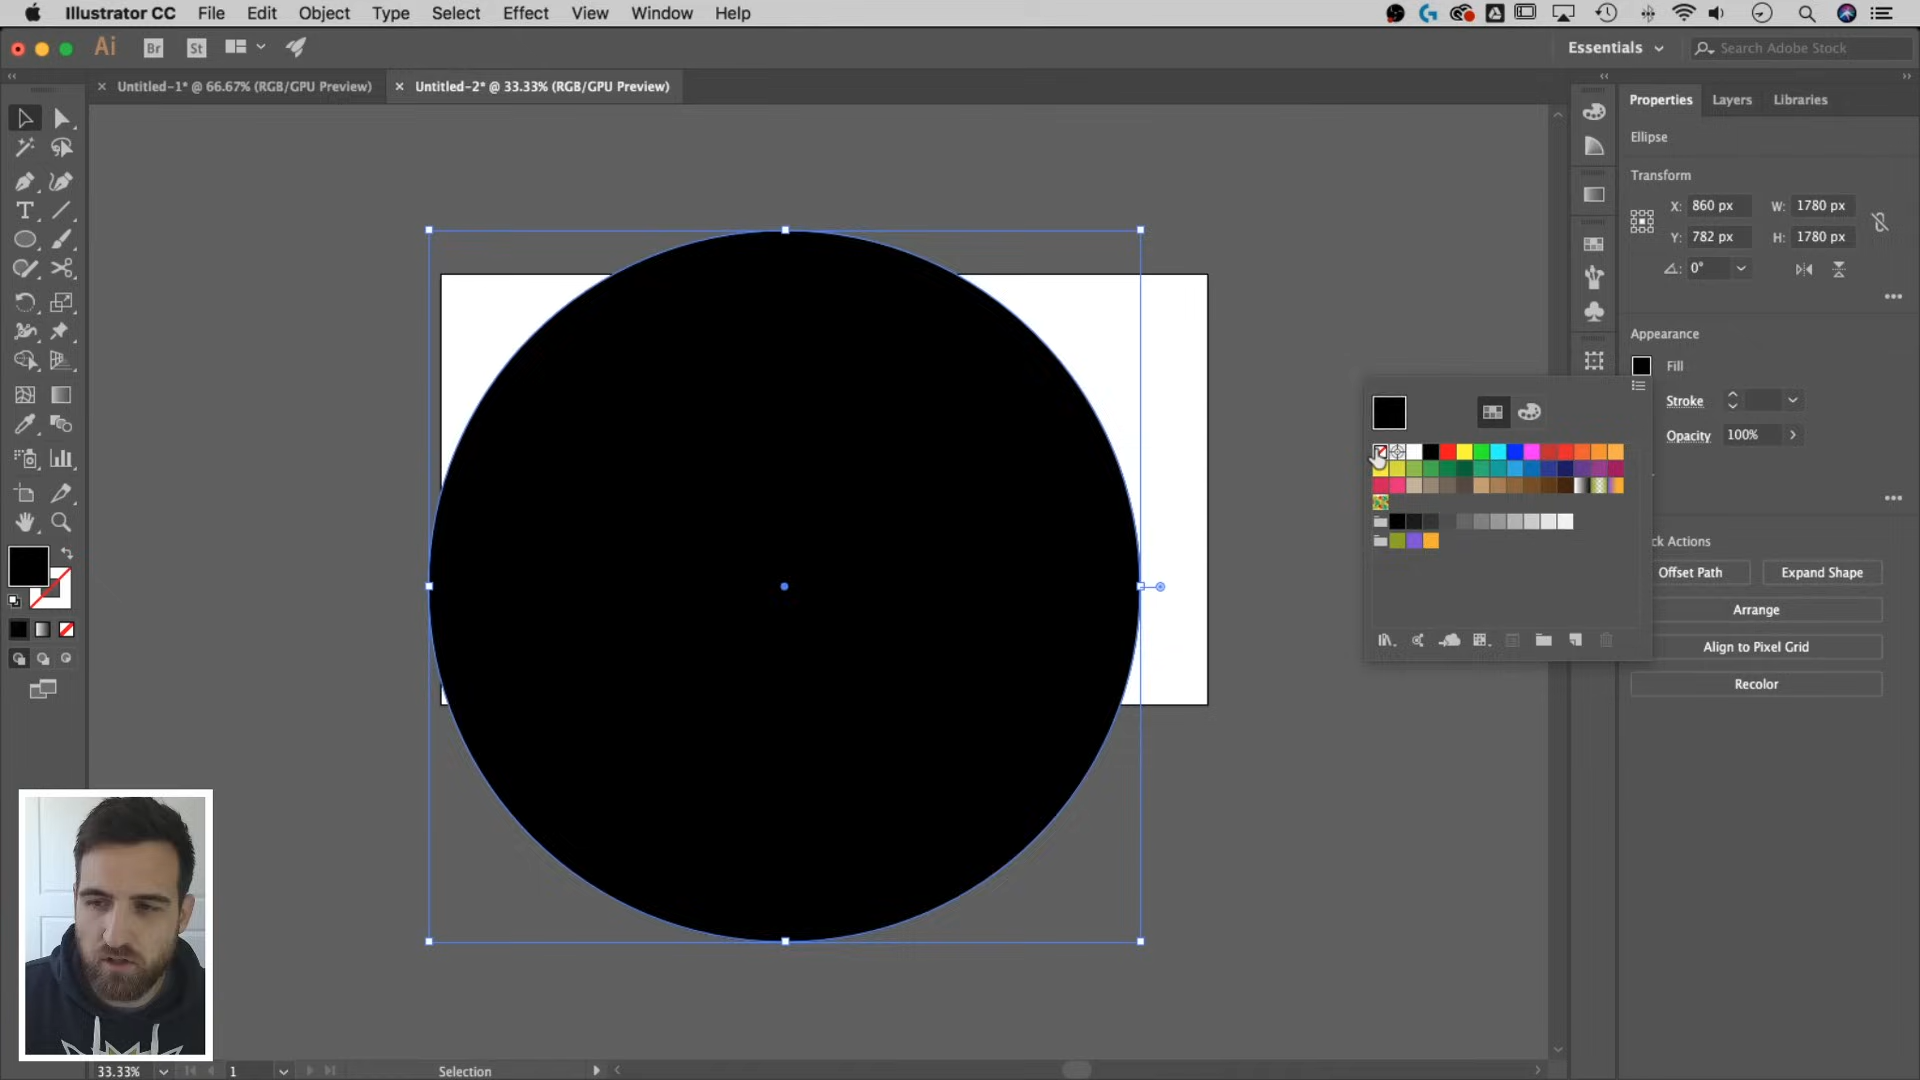 Illustrator CC File Edit Object Type Select Effect View Window Help
Ai Br St Essentials Search Adobe Stock
Untitled-1* @ 66.67% (RGB/GPU Preview) Untitled-2* @ 33.33% (RGB/GPU Preview)
Properties Layers Libraries
Ellipse
Transform
X: 860 px W: 1780 px
Y: 782 px H: 1780 px
0°
Appearance
Fill
Stroke
Opacity 100%
ck Actions
Offset Path Expand Shape
Arrange
Align to Pixel Grid
Recolor
33.33% 1 Selection